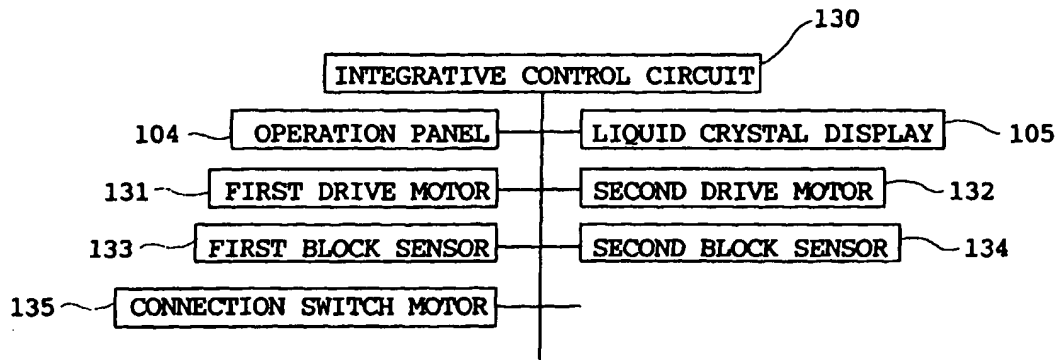 130
INTEGRATIVE CONTROL CIRCUIT
104 OPERATION PANEL LIQUID CRYSTAL DISPLAY 105
131 FIRST DRIVE MOTOR SECOND DRIVE MOTOR 132
133 FIRST BLOCK SENSOR SECOND BLOCK SENSOR 134
135 CONNECTION SWITCH MOTOR